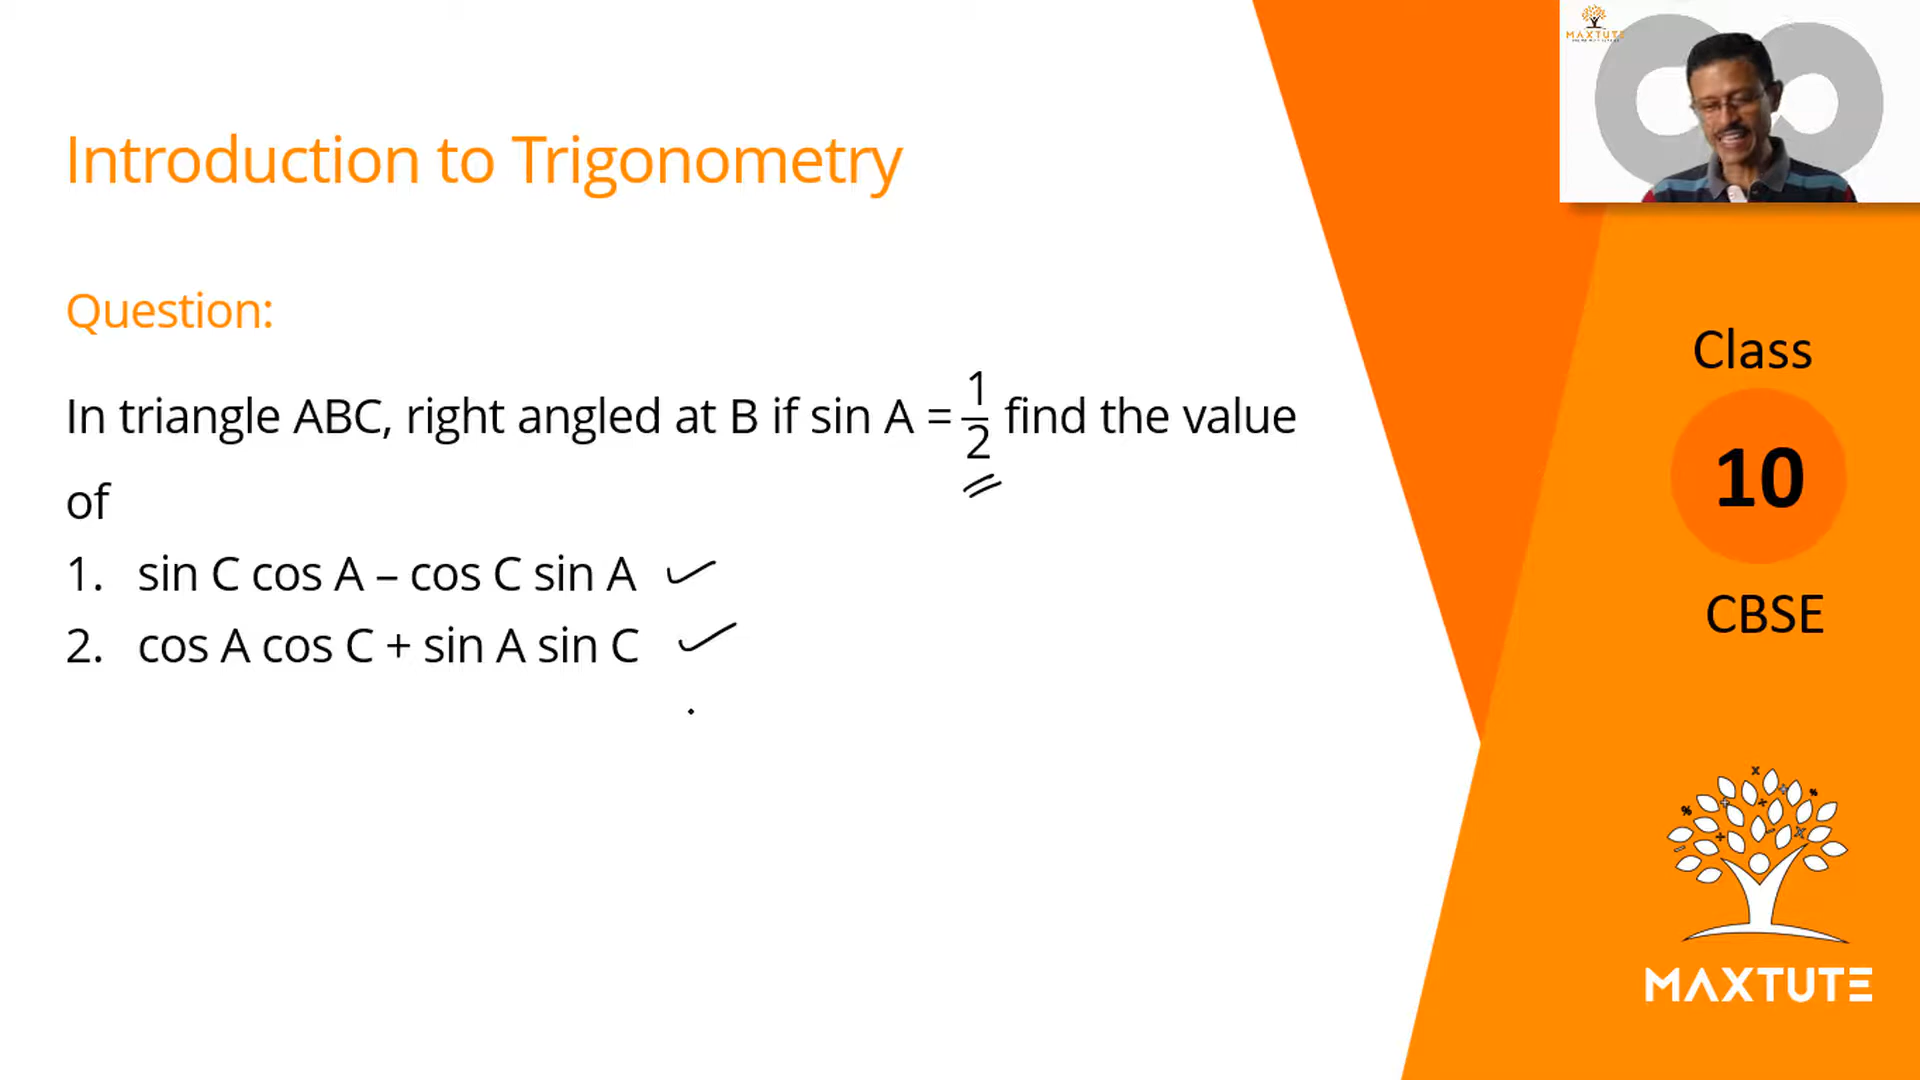 MAXTUTE
Introduction to Trigonometry
Question:
In triangle ABC, right angled at B if sin A = 1/2 find the value
of
1. sin C cos A – cos C sin A
2. cos A cos C + sin A sin C
Class
10
CBSE
MAXTUTE